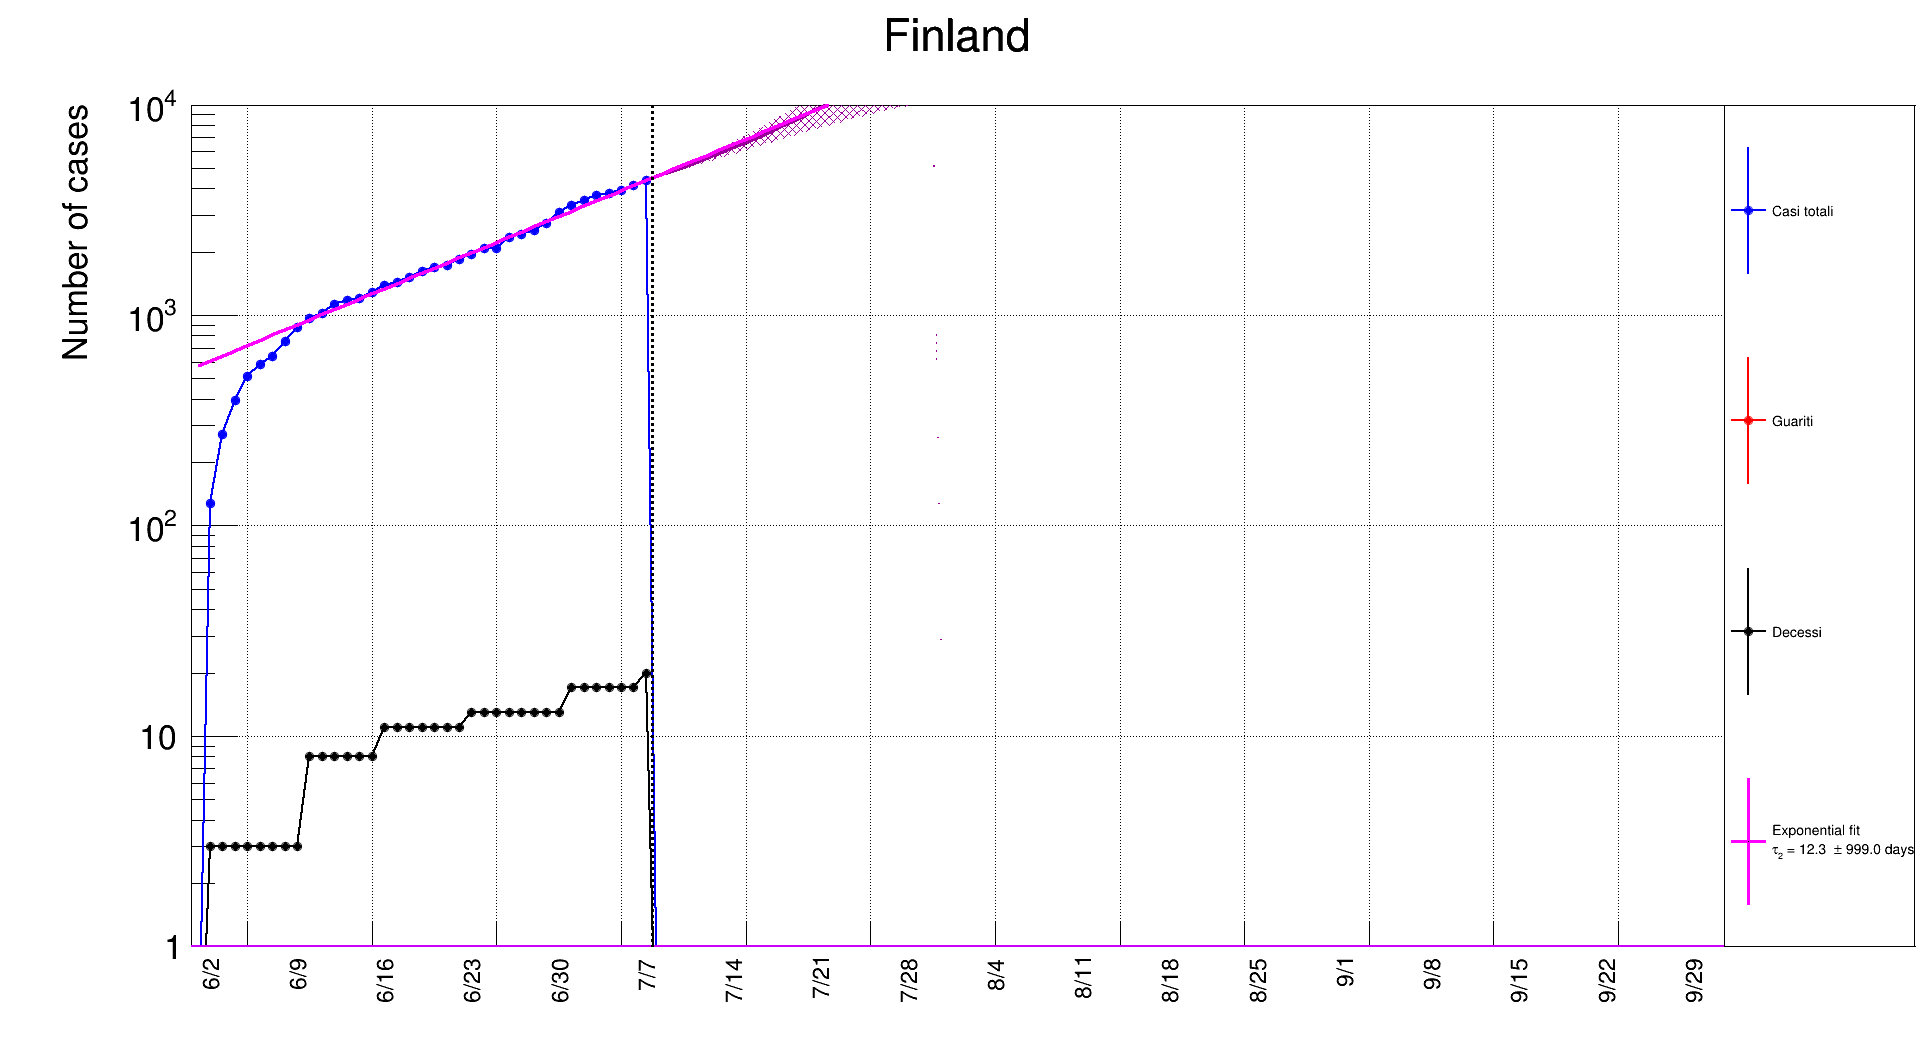 Finland
Number of cases
10^4
10^3
10^2
10
1
6/2 6/9 6/16 6/23 6/30 7/7 7/14 7/21 7/28 8/4 8/11 8/18 8/25 9/1 9/8 9/15 9/22 9/29
Casi totali
Guariti
Decessi
Exponential fit
τ₂ = 12.3 ± 999.0 days